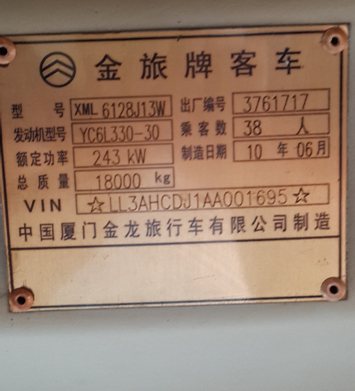 金旅牌客车
型号 XML6128J13W 出厂编号 3761717
发动机型号 YC6L330-30 乘客数 38 人
额定功率 243 kW 制造日期 10 年 06 月
总质量 18000 kg
VIN ☆LL3AHCDJ1AA001695☆
中国厦门金龙旅行车有限公司制造